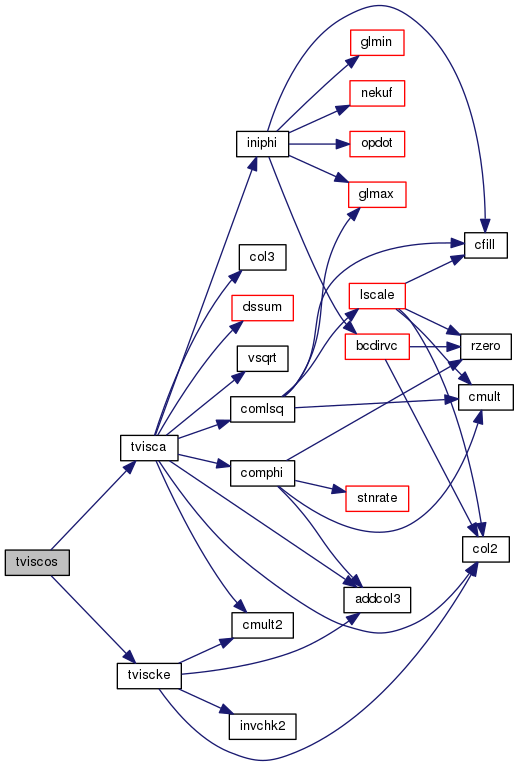 glmin
nekuf
iniphi
opdot
glmax
cfill
col3
lscale
dssum
bcdirvc
rzero
vsqrt
cmult
comlsq
tvisca
comphi
stnrate
col2
tviscos
addcol3
cmult2
tviscke
invchk2